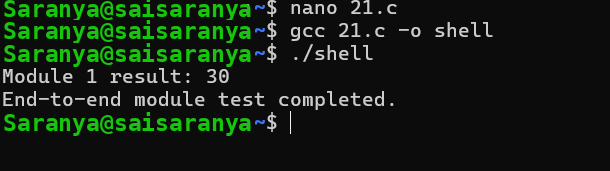 Saranya@saisaranya~$ nano 21.c
Saranya@saisaranya~$ gcc 21.c -o shell
Saranya@saisaranya~$ ./shell
Module 1 result: 30
End-to-end module test completed.
Saranya@saisaranya~$